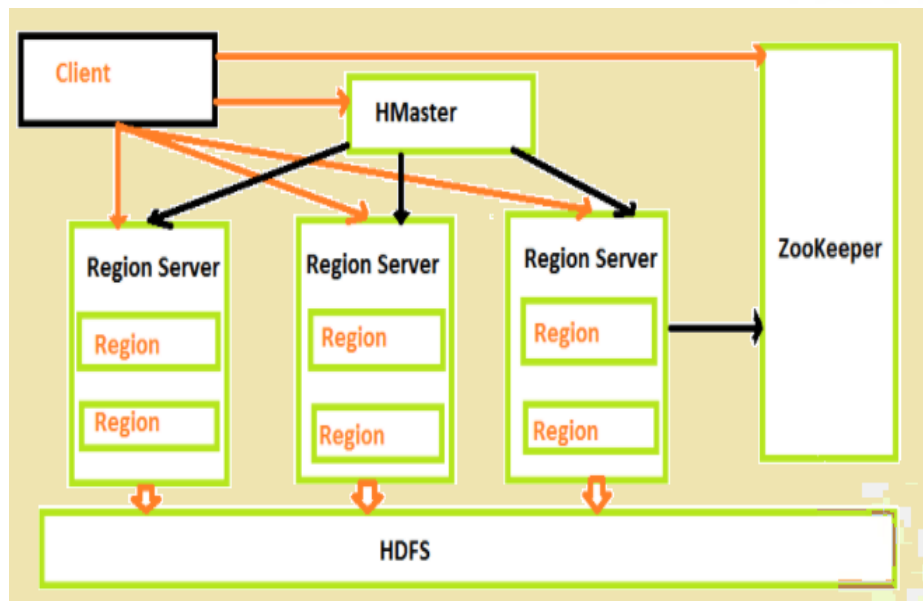 Client
HMaster
ZooKeeper
Region Server
Region
Region
Region Server
Region
Region
Region Server
Region
Region
HDFS